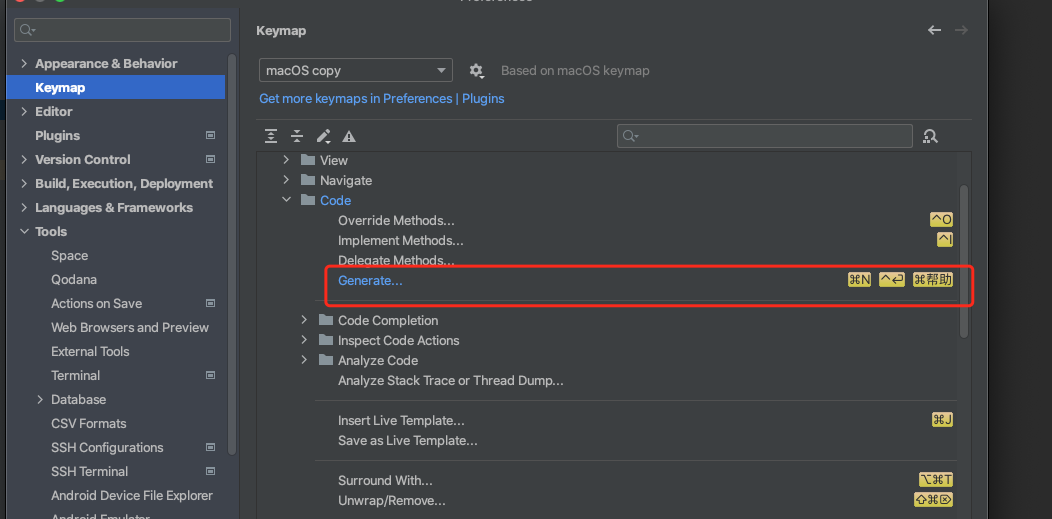 Keymap
macOS copy
Based on macOS keymap
Get more keymaps in Preferences | Plugins
Appearance & Behavior
Keymap
Editor
Plugins
Version Control
Build, Execution, Deployment
Languages & Frameworks
Tools
Space
Qodana
Actions on Save
Web Browsers and Preview
External Tools
Terminal
Database
CSV Formats
SSH Configurations
SSH Terminal
Android Device File Explorer
Android Emulator
View
Navigate
Code
Override Methods... ^O
Implement Methods... ^I
Delegate Methods...
Generate... ⌘N ^↩ ⌘帮助
Code Completion
Inspect Code Actions
Analyze Code
Analyze Stack Trace or Thread Dump...
Insert Live Template... ⌘J
Save as Live Template...
Surround With... ⌥⌘T
Unwrap/Remove... ⇧⌘⌦